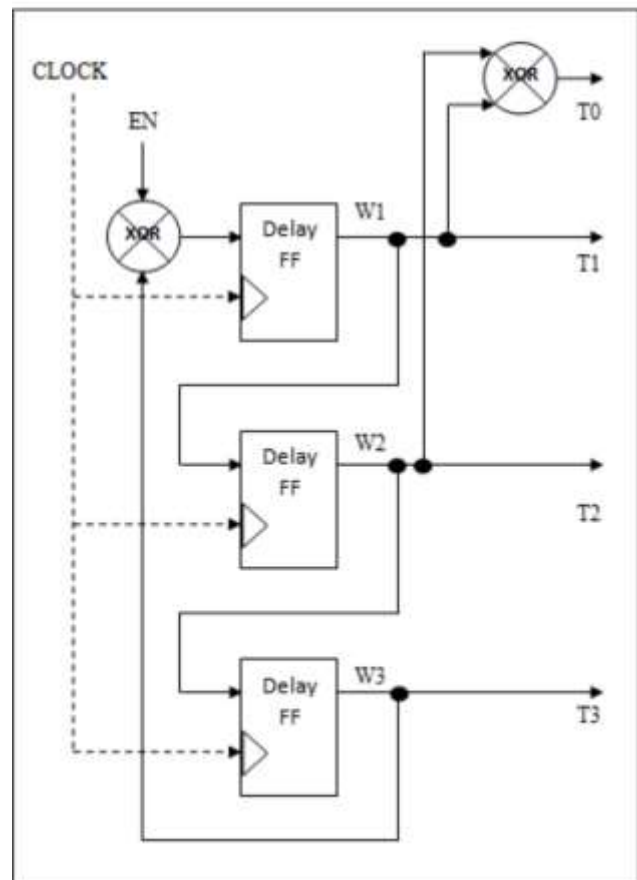 CLOCK
XOR
T0
EN
XOR
Delay
FF
W1
T1
Delay
FF
W2
T2
Delay
FF
W3
T3